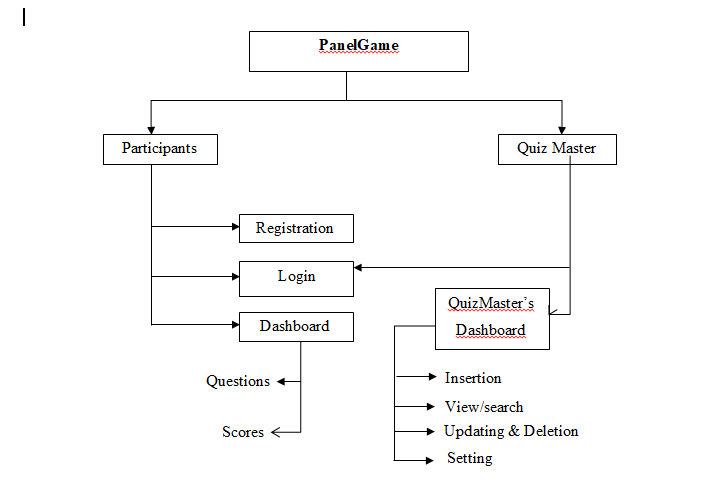 PanelGame
Participants
Quiz Master
Registration
Login
QuizMaster's
Dashboard
Dashboard
Questions
Scores
Insertion
View/search
Updating & Deletion
Setting